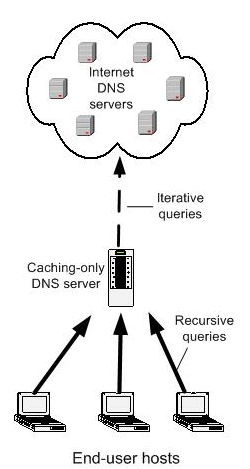 Internet
DNS
servers
Iterative
queries
Caching-only
DNS server
Recursive
queries
End-user hosts